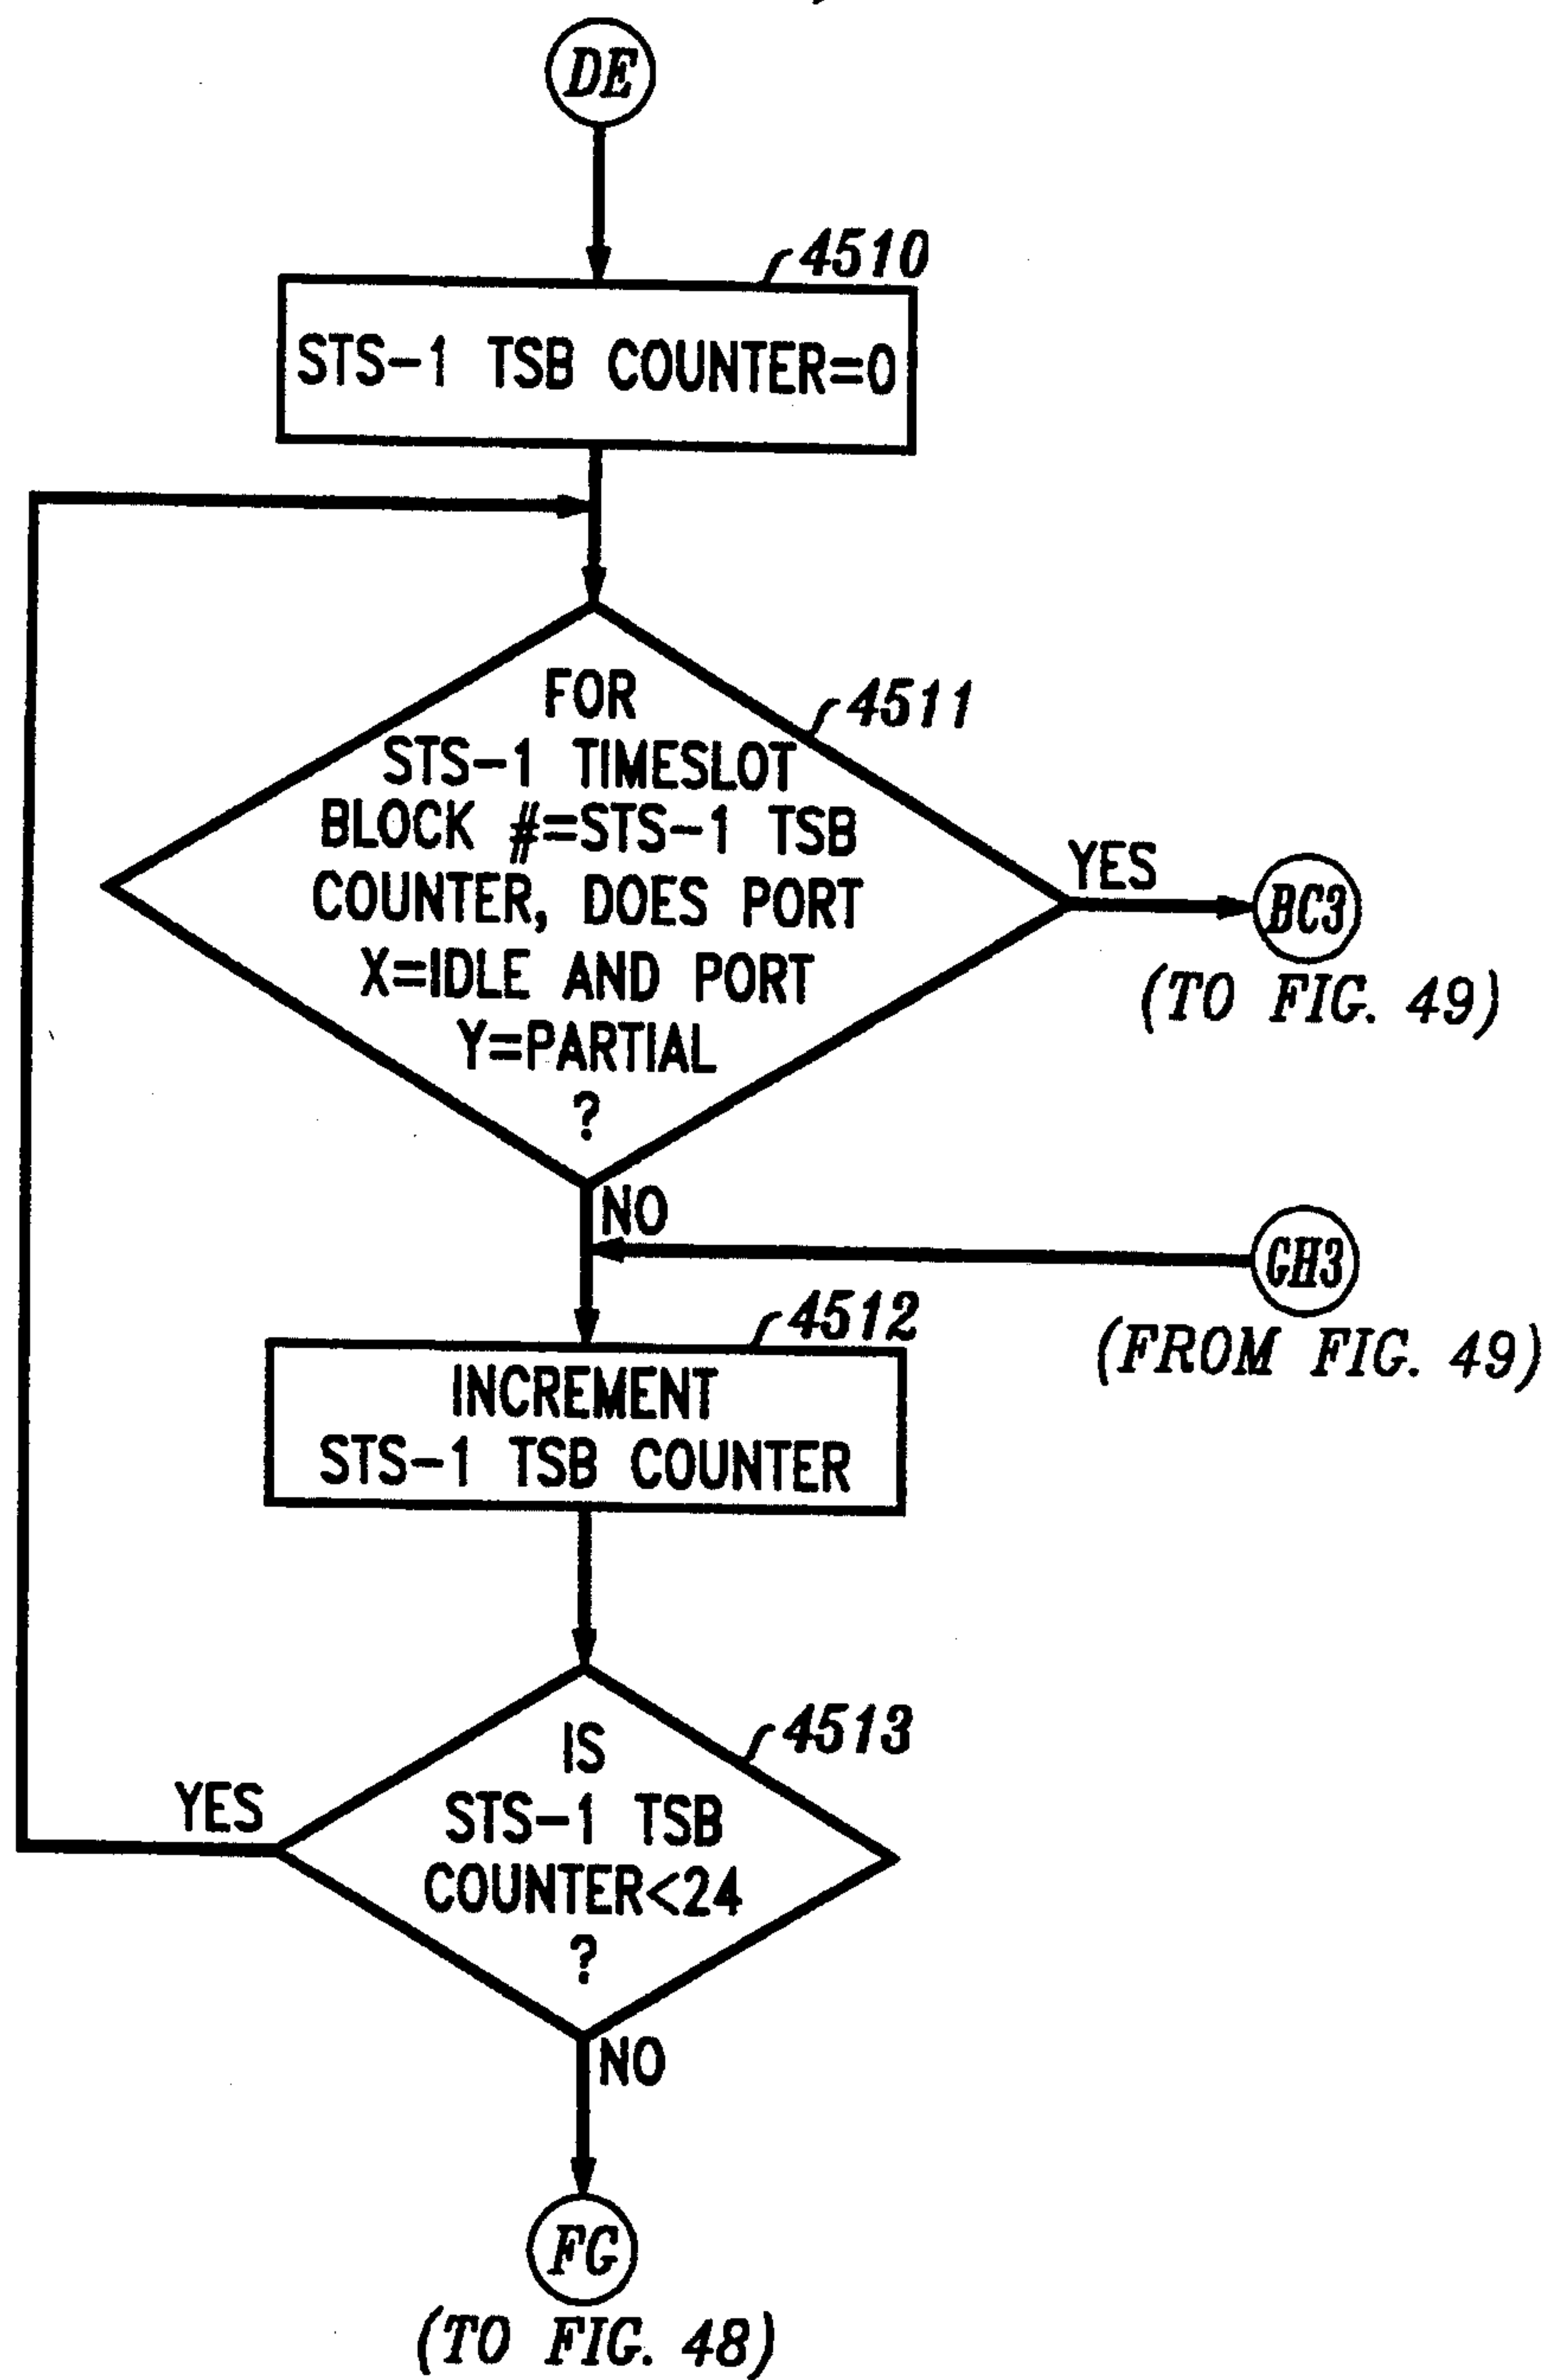 DE
4510
STS-1 TSB COUNTER=0
FOR
4511
STS-1 TIMESLOT
BLOCK #=STS-1 TSB
COUNTER, DOES PORT
X=IDLE AND PORT
Y=PARTIAL
?
YES
BC3
(TO FIG. 49)
NO
GH3
(FROM FIG. 49)
4512
INCREMENT
STS-1 TSB COUNTER
4513
IS
STS-1 TSB
COUNTER<24
?
YES
NO
FG
(TO FIG. 48)